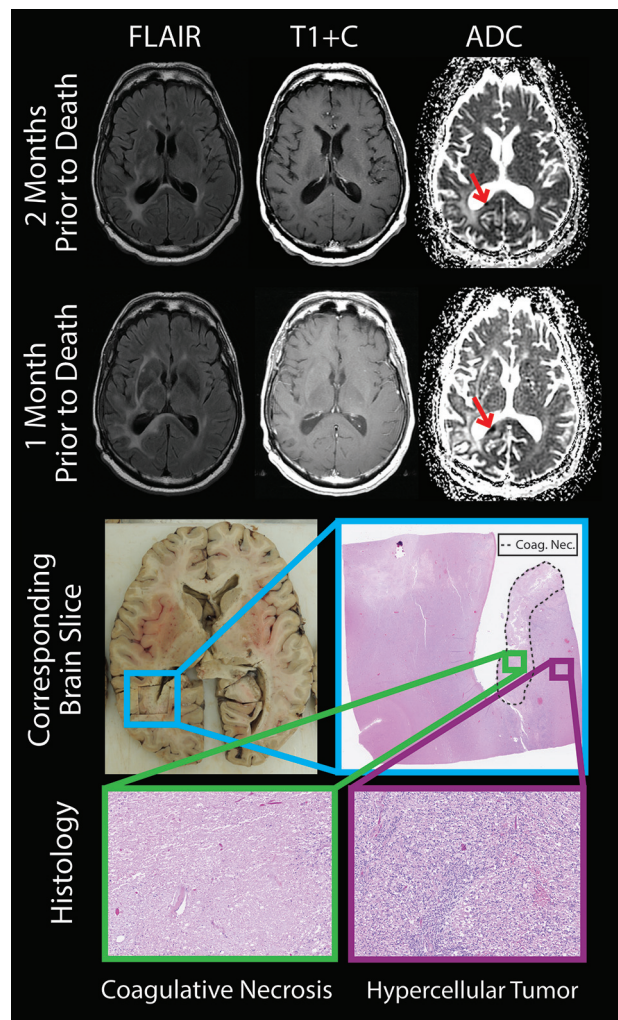 FLAIR T1+C ADC
2 Months
Prior to Death
1 Month
Prior to Death
Corresponding
Brain Slice
Coag. Nec.
Histology
Coagulative Necrosis Hypercellular Tumor